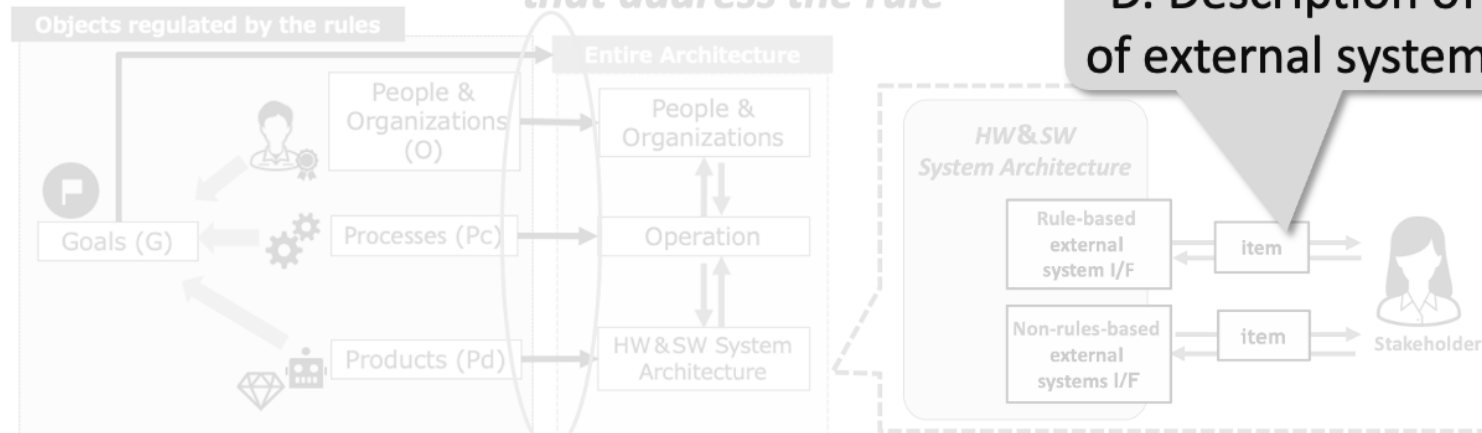 that address the rule
D. Description of
of external system
Objects regulated by the rules
Entire Architecture
People &
Organizations
(O)
People &
Organizations
HW&SW
System Architecture
Goals (G)
Processes (Pc)
Operation
Rule-based
external
system I/F
item
Products (Pd)
HW&SW System
Architecture
Non-rules-based
external
systems I/F
item
Stakeholder